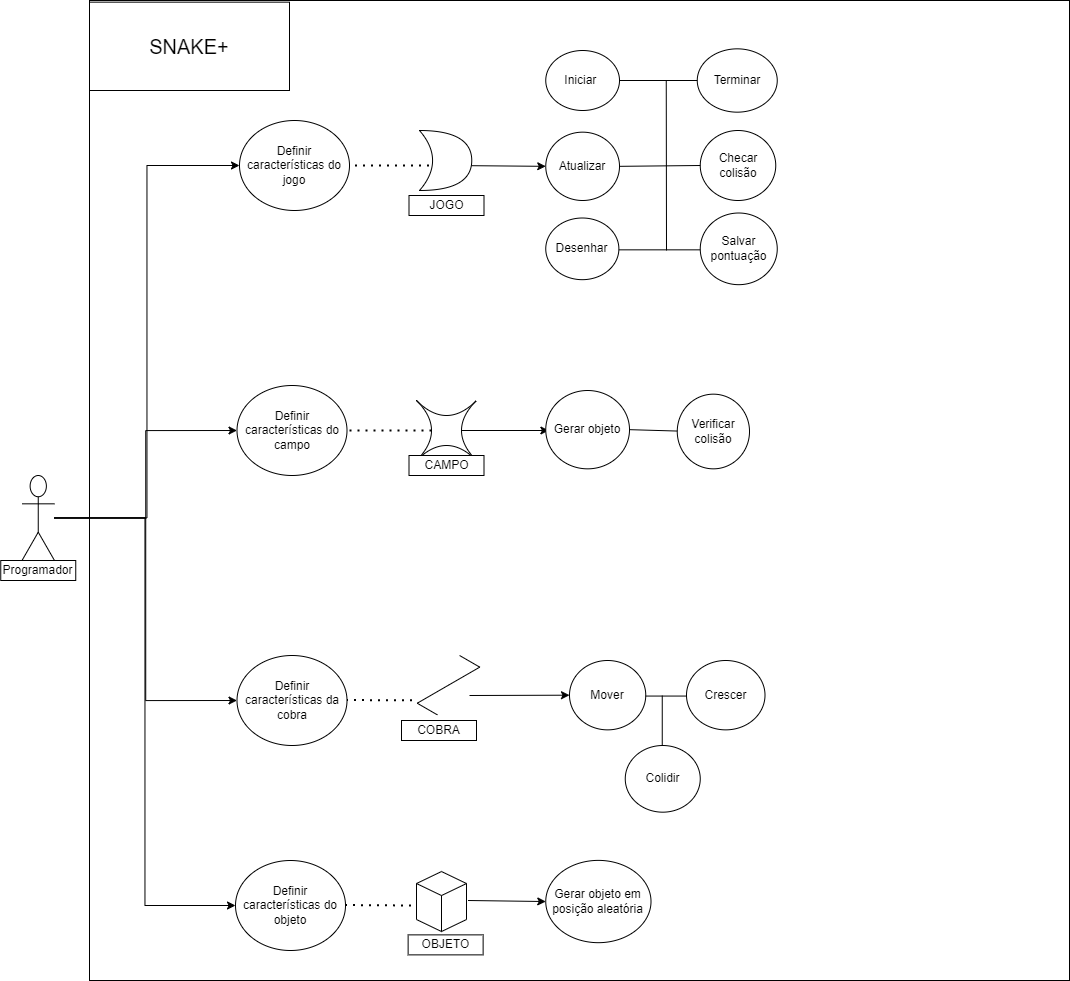 SNAKE+
Iniciar
Terminar
Definir
características do
jogo
JOGO
Atualizar
Checar
colisão
Desenhar
Salvar
pontuação
Definir
características do
campo
CAMPO
Gerar objeto
Verificar
colisão
Programador
Definir
características da
cobra
COBRA
Mover
Crescer
Colidir
Definir
características do
objeto
OBJETO
Gerar objeto em
posição aleatória